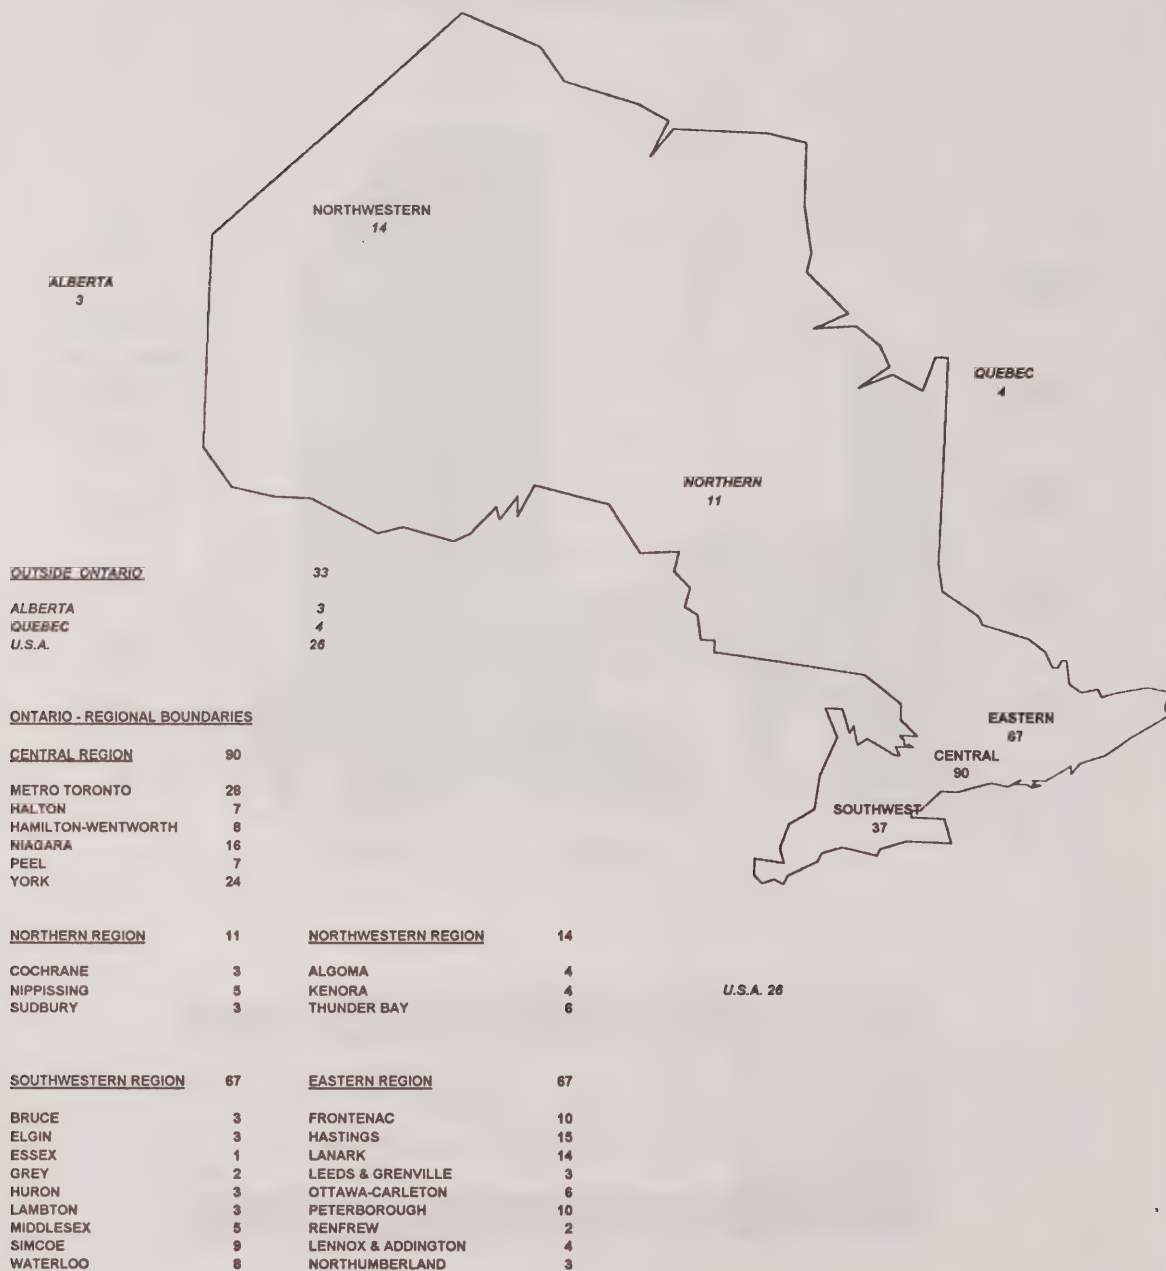 NORTHWESTERN
14
ALBERTA
3
QUEBEC
4
NORTHERN
11
OUTSIDE ONTARIO 33
ALBERTA 3
QUEBEC 4
U.S.A. 26
EASTERN
67
CENTRAL
90
SOUTHWEST
37
ONTARIO - REGIONAL BOUNDARIES
CENTRAL REGION 90
METRO TORONTO 28
HALTON 7
HAMILTON-WENTWORTH 8
NIAGARA 16
PEEL 7
YORK 24
NORTHERN REGION 11 NORTHWESTERN REGION 14
COCHRANE 3 ALGOMA 4
NIPPISSING 5 KENORA 4
SUDBURY 3 THUNDER BAY 6
U.S.A. 26
SOUTHWESTERN REGION 67 EASTERN REGION 67
BRUCE 3 FRONTENAC 10
ELGIN 3 HASTINGS 15
ESSEX 1 LANARK 14
GREY 2 LEEDS & GRENVILLE 3
HURON 3 OTTAWA-CARLETON 6
LAMBTON 3 PETERBOROUGH 10
MIDDLESEX 5 RENFREW 2
SIMCOE 9 LENNOX & ADDINGTON 4
WATERLOO 8 NORTHUMBERLAND 3